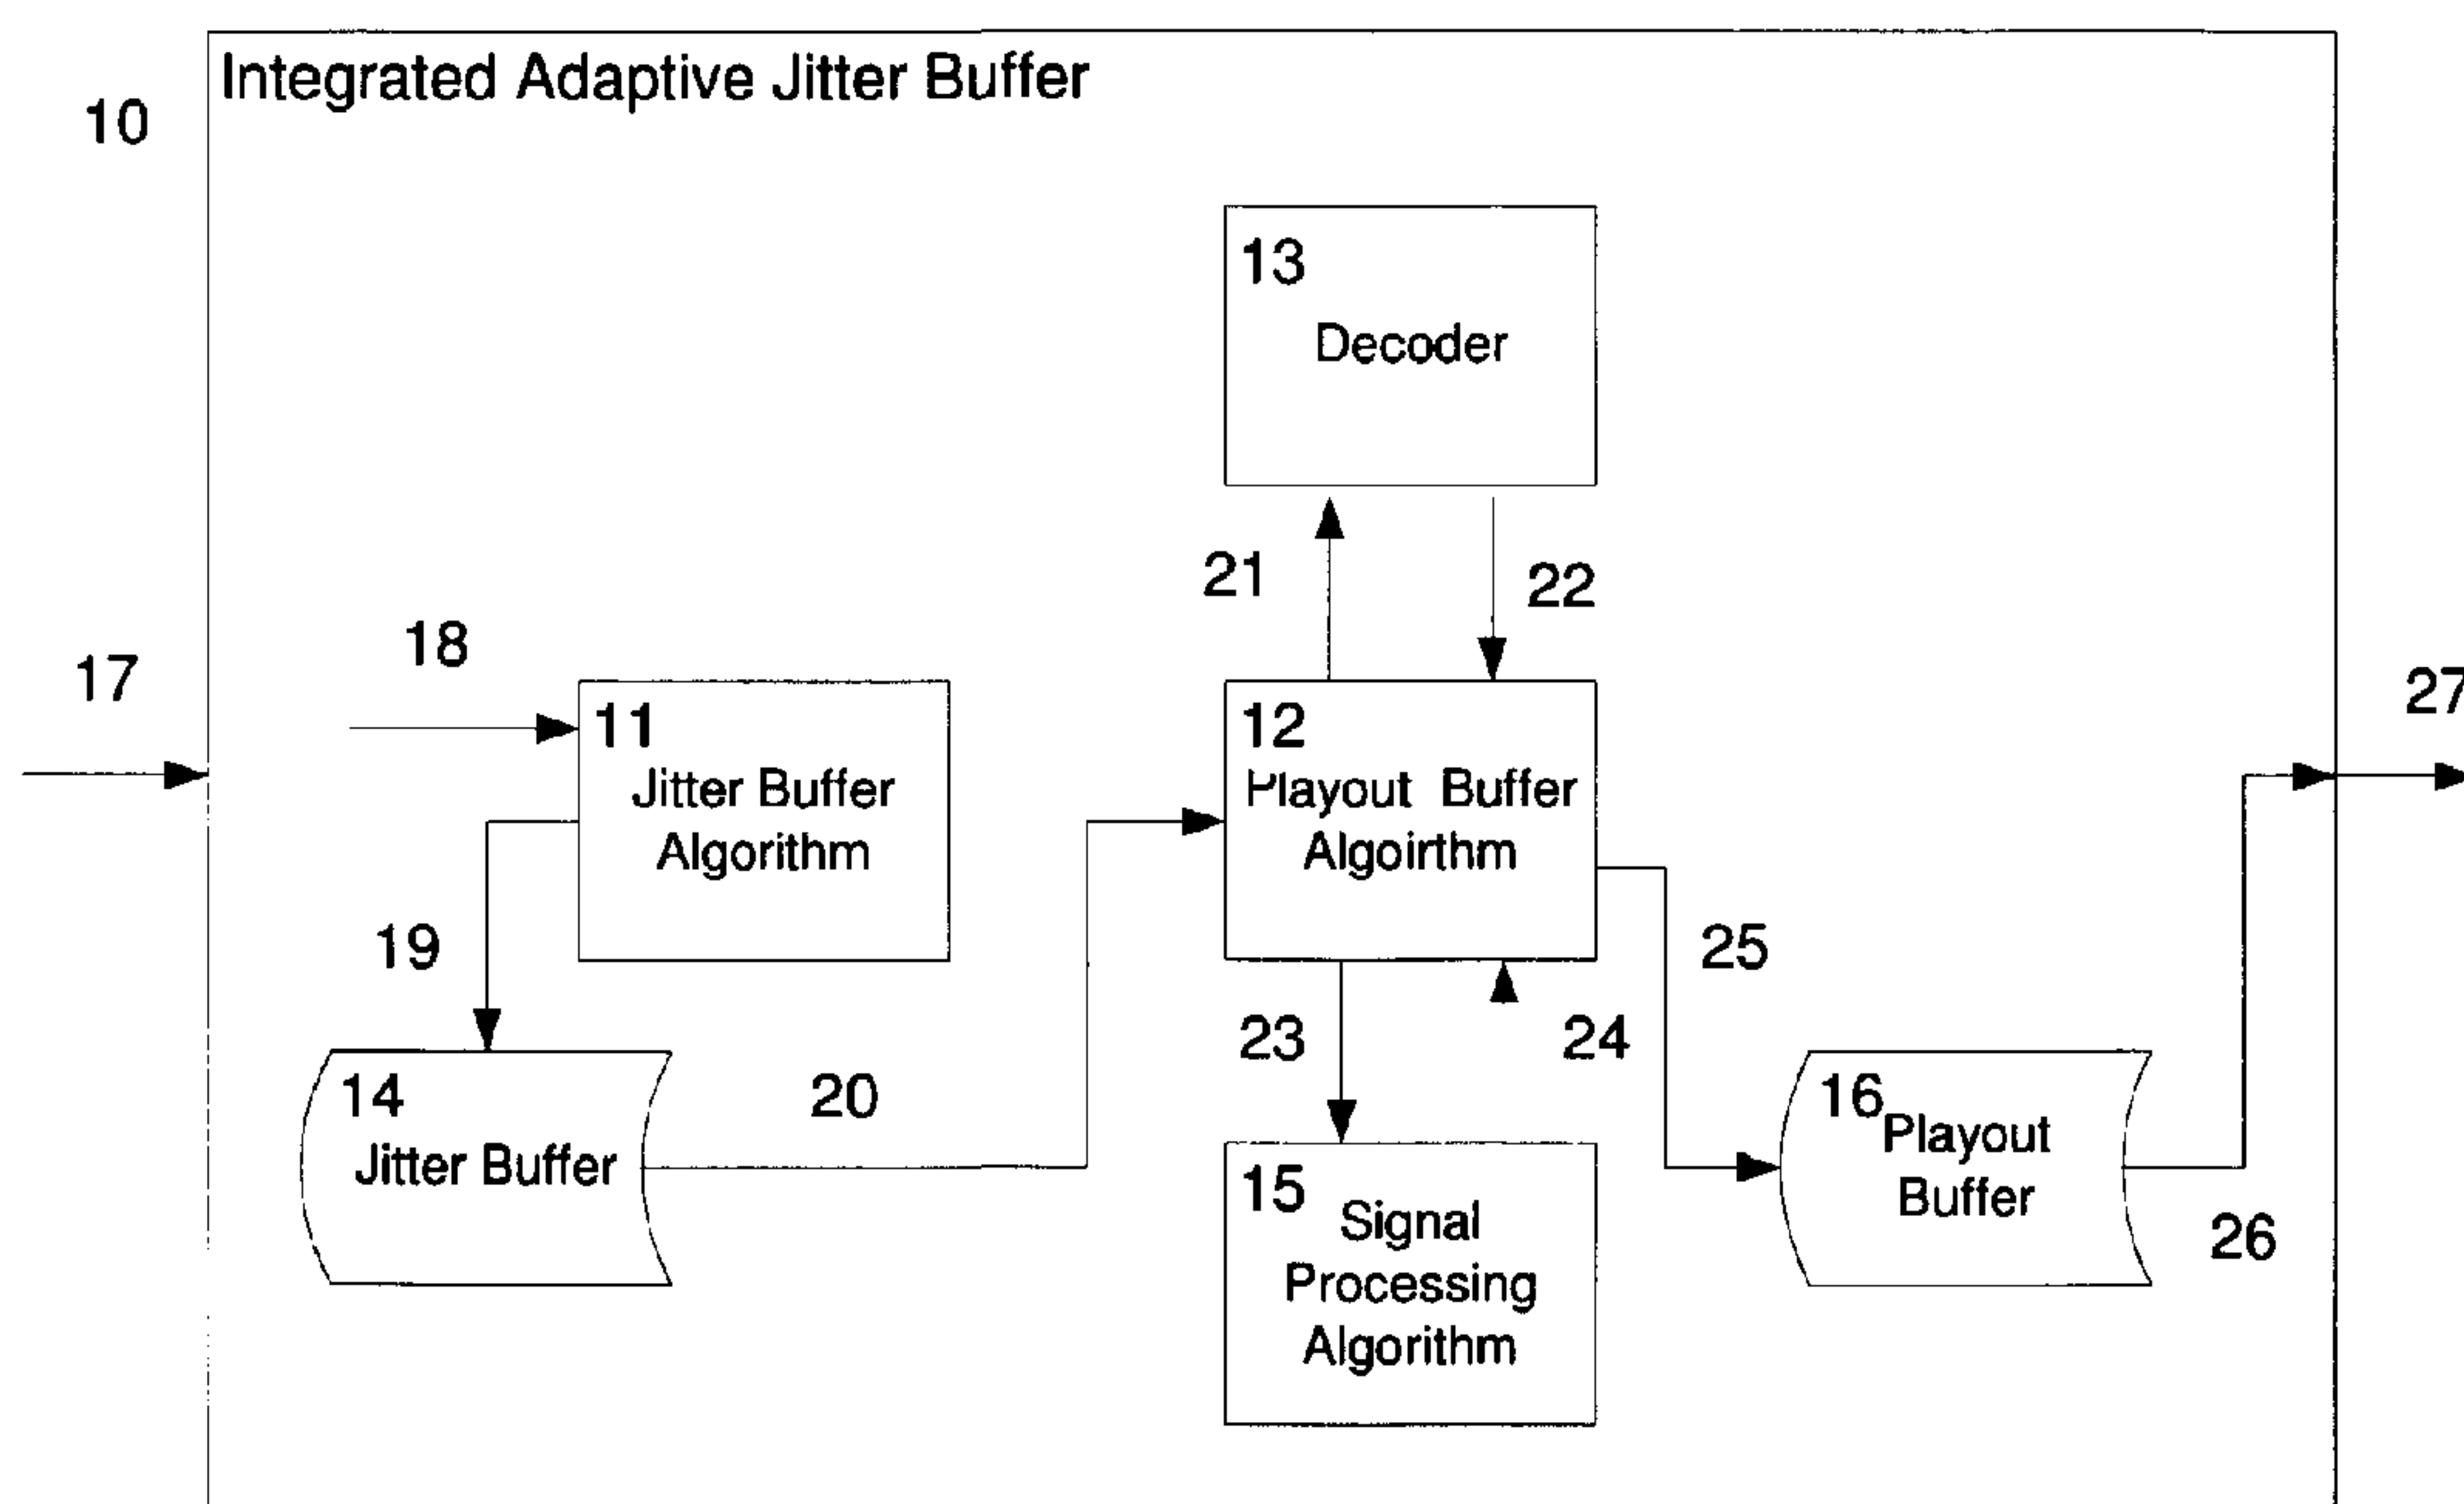 Integrated Adaptive Jitter Buffer
10
13
Decoder
21
22
18
17
27
11
Jitter Buffer
Algorithm
12
Playout Buffer
Algoirthm
19
25
23
24
14
Jitter Buffer
20
16
Playout
Buffer
15
Signal
Processing
Algorithm
26